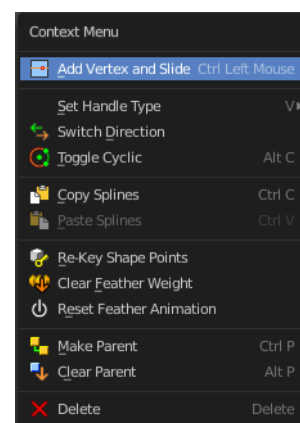 Context Menu
Add Vertex and Slide Ctrl Left Mouse
Set Handle Type V
Switch Direction
Toggle Cyclic Alt C
Copy Splines Ctrl C
Paste Splines Ctrl V
Re-Key Shape Points
Clear Feather Weight
Reset Feather Animation
Make Parent Ctrl P
Clear Parent Alt P
Delete Delete